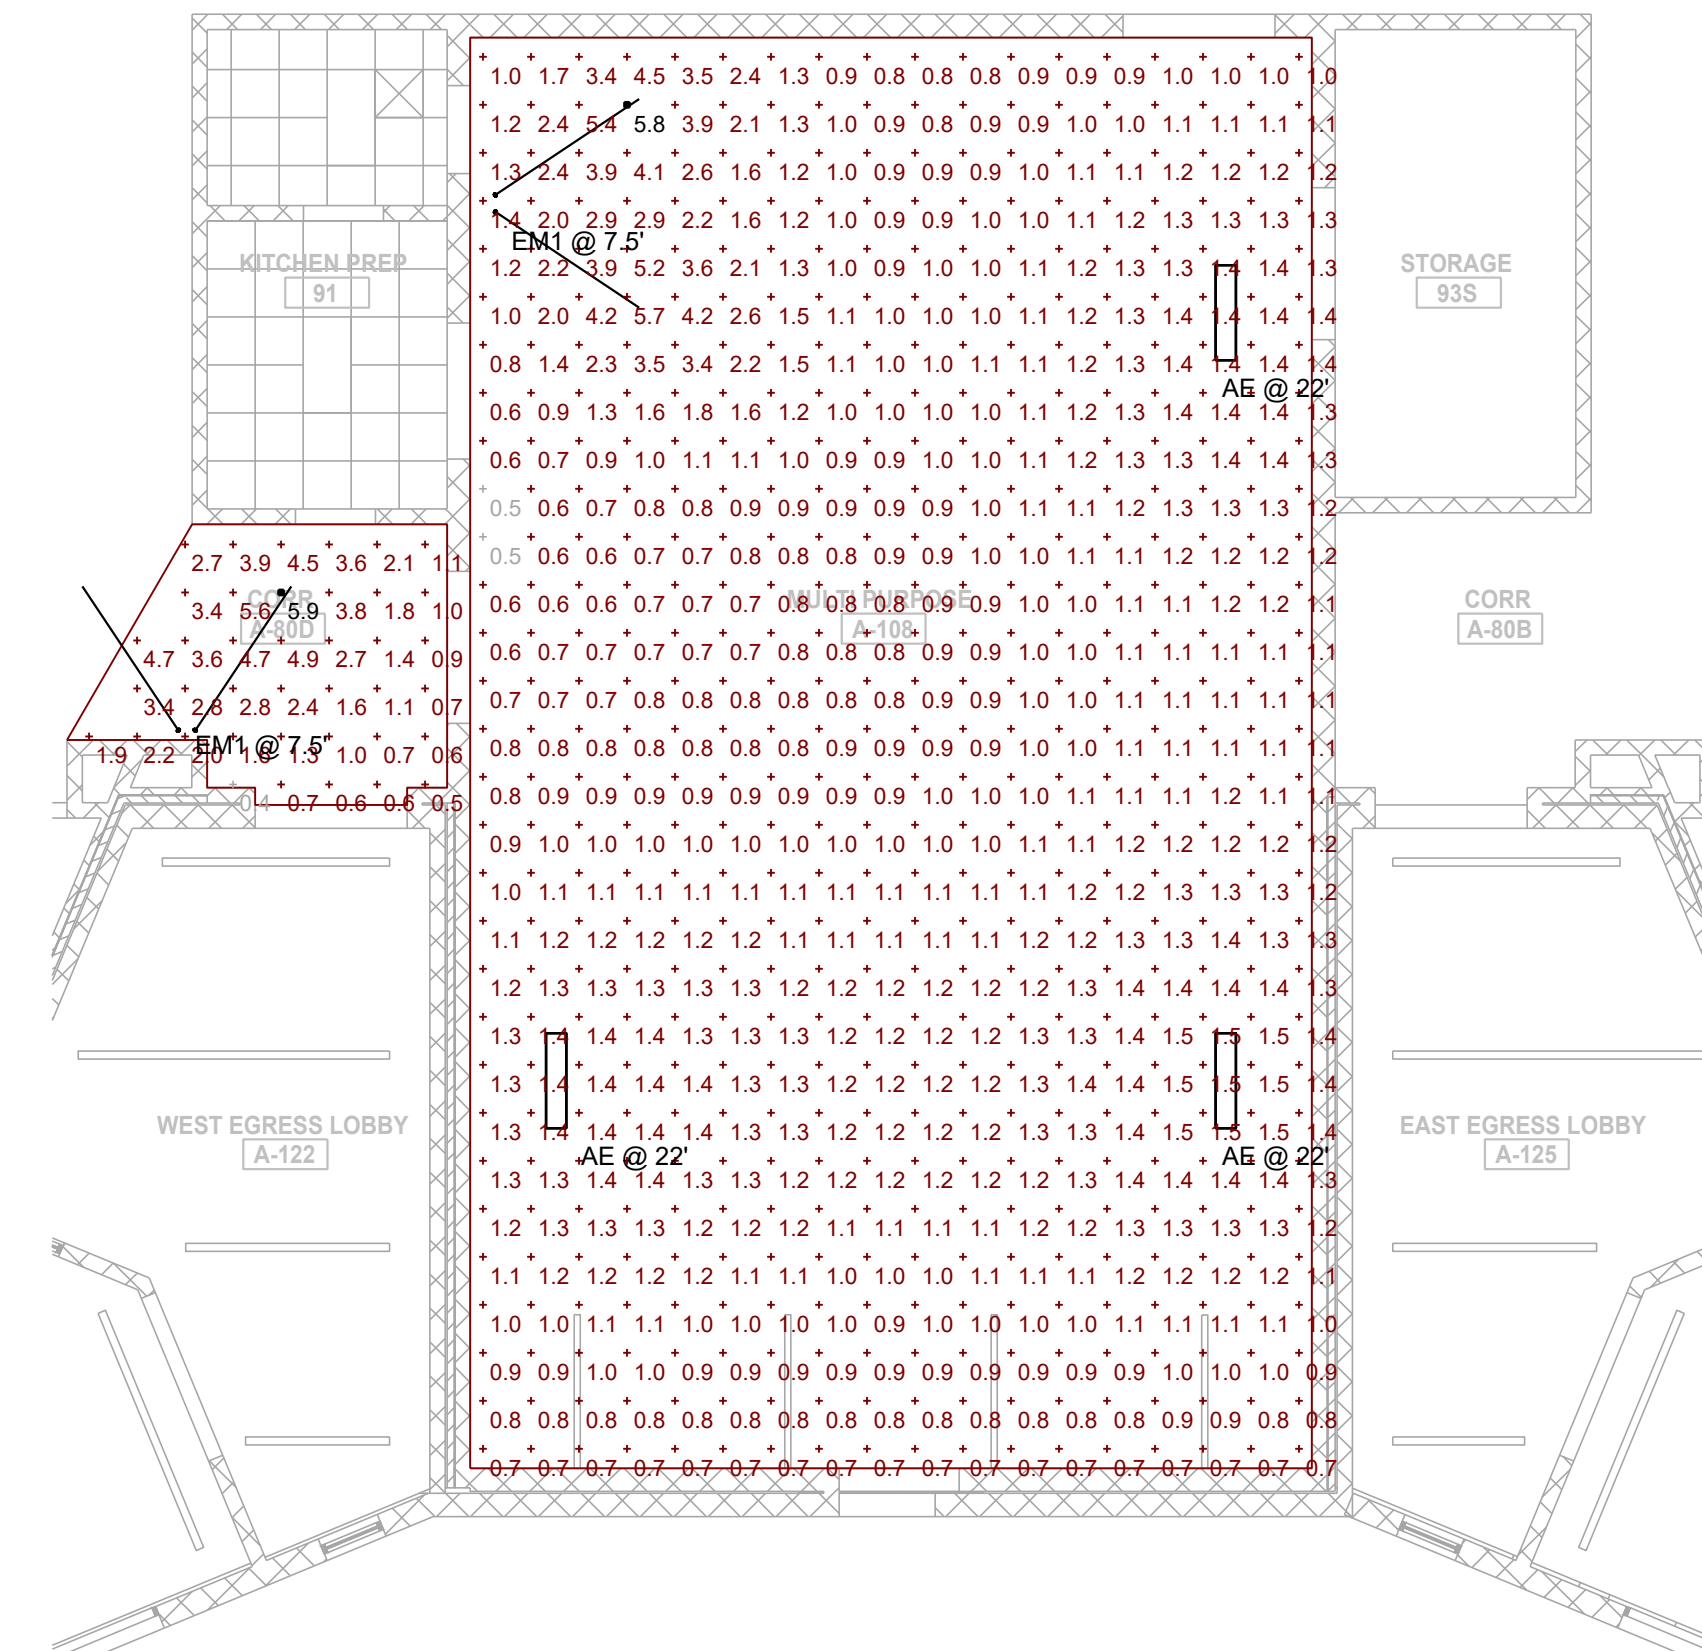 1.0 1.7 3.4 4.5 3.5 2.4 1.3 0.9 0.8 0.8 0.8 0.9 0.9 0.9 1.0 1.0 1.0 1.0
1.2 2.4 5.4 5.8 3.9 2.1 1.3 1.0 0.9 0.8 0.9 0.9 1.0 1.0 1.1 1.1 1.1 1.1
1.3 2.4 3.9 4.1 2.6 1.6 1.2 1.0 0.9 0.9 0.9 1.0 1.1 1.1 1.2 1.2 1.2 1.2
1.4 2.0 2.9 2.9 2.2 1.6 1.2 1.0 0.9 0.9 1.0 1.0 1.1 1.2 1.3 1.3 1.3 1.3
EM1 @ 7.5'
KITCHEN PREP
91
STORAGE
93S
1.2 2.2 3.9 5.2 3.6 2.1 1.3 1.0 0.9 1.0 1.0 1.1 1.2 1.3 1.3 1.4 1.4 1.3
1.0 2.0 4.2 5.7 4.2 2.6 1.5 1.1 1.0 1.0 1.0 1.1 1.2 1.3 1.4 1.4 1.4 1.4
0.8 1.4 2.3 3.5 3.4 2.2 1.5 1.1 1.0 1.0 1.1 1.1 1.2 1.3 1.4 1.4 1.4 1.4
AE @ 22'
0.6 0.9 1.3 1.6 1.8 1.6 1.2 1.0 1.0 1.0 1.0 1.1 1.2 1.3 1.4 1.4 1.4 1.3
0.6 0.7 0.9 1.0 1.1 1.1 1.0 0.9 0.9 1.0 1.0 1.1 1.2 1.3 1.3 1.4 1.4 1.3
0.5 0.6 0.7 0.8 0.8 0.9 0.9 0.9 0.9 0.9 1.0 1.1 1.1 1.2 1.3 1.3 1.3 1.2
0.5 0.6 0.6 0.7 0.7 0.8 0.8 0.8 0.9 0.9 1.0 1.0 1.1 1.1 1.2 1.2 1.2 1.2
2.7 3.9 4.5 3.6 2.1 1.1
CORR
A-80D
3.4 5.6 5.9 3.8 1.8 1.0
4.7 3.6 4.7 4.9 2.7 1.4 0.9
3.4 2.8 2.8 2.4 1.6 1.1 0.7
EM1 @ 7.5'
1.9 2.2 2.0 1.6 1.3 1.0 0.7 0.6
0.4 0.7 0.6 0.6 0.5
MULTI PURPOSE
A-108
CORR
A-80B
0.6 0.6 0.6 0.7 0.7 0.7 0.8 0.8 0.8 0.9 0.9 1.0 1.0 1.1 1.1 1.2 1.2 1.1
0.6 0.7 0.7 0.7 0.7 0.7 0.8 0.8 0.8 0.9 0.9 1.0 1.0 1.1 1.1 1.1 1.1 1.1
0.7 0.7 0.7 0.8 0.8 0.8 0.8 0.8 0.8 0.9 0.9 1.0 1.0 1.1 1.1 1.1 1.1 1.1
0.8 0.8 0.8 0.8 0.8 0.8 0.8 0.9 0.9 0.9 0.9 1.0 1.0 1.1 1.1 1.1 1.1 1.1
0.8 0.9 0.9 0.9 0.9 0.9 0.9 0.9 0.9 1.0 1.0 1.0 1.1 1.1 1.1 1.2 1.1 1.1
0.9 1.0 1.0 1.0 1.0 1.0 1.0 1.0 1.0 1.0 1.0 1.1 1.1 1.2 1.2 1.2 1.2 1.2
1.0 1.1 1.1 1.1 1.1 1.1 1.1 1.1 1.1 1.1 1.1 1.1 1.2 1.2 1.3 1.3 1.3 1.2
1.1 1.2 1.2 1.2 1.2 1.2 1.1 1.1 1.1 1.1 1.1 1.2 1.2 1.3 1.3 1.4 1.3 1.3
1.2 1.3 1.3 1.3 1.3 1.3 1.2 1.2 1.2 1.2 1.2 1.2 1.3 1.4 1.4 1.4 1.4 1.3
1.3 1.4 1.4 1.4 1.3 1.3 1.3 1.2 1.2 1.2 1.2 1.3 1.3 1.4 1.5 1.5 1.5 1.4
1.3 1.4 1.4 1.4 1.4 1.3 1.3 1.2 1.2 1.2 1.2 1.3 1.4 1.4 1.5 1.5 1.5 1.4
1.3 1.4 1.4 1.4 1.4 1.3 1.3 1.2 1.2 1.2 1.2 1.3 1.3 1.4 1.5 1.5 1.5 1.4
WEST EGRESS LOBBY
A-122
AE @ 22'
AE @ 22'
EAST EGRESS LOBBY
A-125
1.3 1.3 1.4 1.4 1.3 1.3 1.2 1.2 1.2 1.2 1.2 1.2 1.3 1.4 1.4 1.4 1.4 1.3
1.2 1.3 1.3 1.3 1.2 1.2 1.2 1.1 1.1 1.1 1.1 1.2 1.2 1.3 1.3 1.3 1.3 1.2
1.1 1.2 1.2 1.2 1.2 1.1 1.1 1.0 1.0 1.0 1.1 1.1 1.1 1.2 1.2 1.2 1.2 1.1
1.0 1.0 1.1 1.1 1.0 1.0 1.0 1.0 0.9 1.0 1.0 1.0 1.0 1.1 1.1 1.1 1.1 1.0
0.9 0.9 1.0 1.0 0.9 0.9 0.9 0.9 0.9 0.9 0.9 0.9 0.9 0.9 1.0 1.0 1.0 0.9
0.8 0.8 0.8 0.8 0.8 0.8 0.8 0.8 0.8 0.8 0.8 0.8 0.8 0.8 0.9 0.9 0.8 0.8
0.7 0.7 0.7 0.7 0.7 0.7 0.7 0.7 0.7 0.7 0.7 0.7 0.7 0.7 0.7 0.7 0.7 0.7